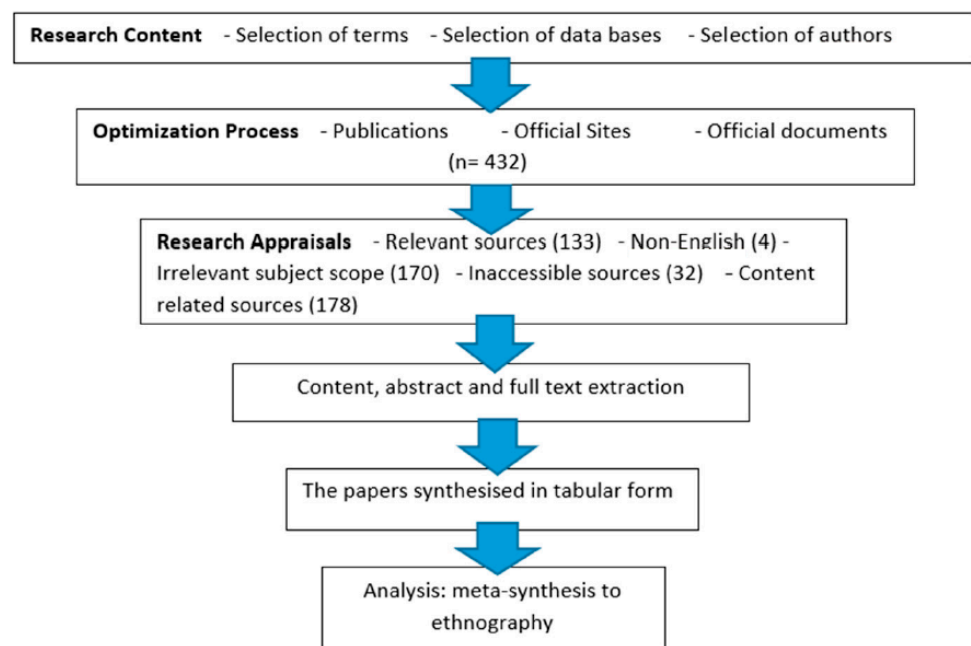 Research Content - Selection of terms - Selection of data bases - Selection of authors
Optimization Process - Publications - Official Sites - Official documents
(n= 432)
Research Appraisals - Relevant sources (133) - Non-English (4) -
Irrelevant subject scope (170) - Inaccessible sources (32) - Content
related sources (178)
Content, abstract and full text extraction
The papers synthesised in tabular form
Analysis: meta-synthesis to
ethnography